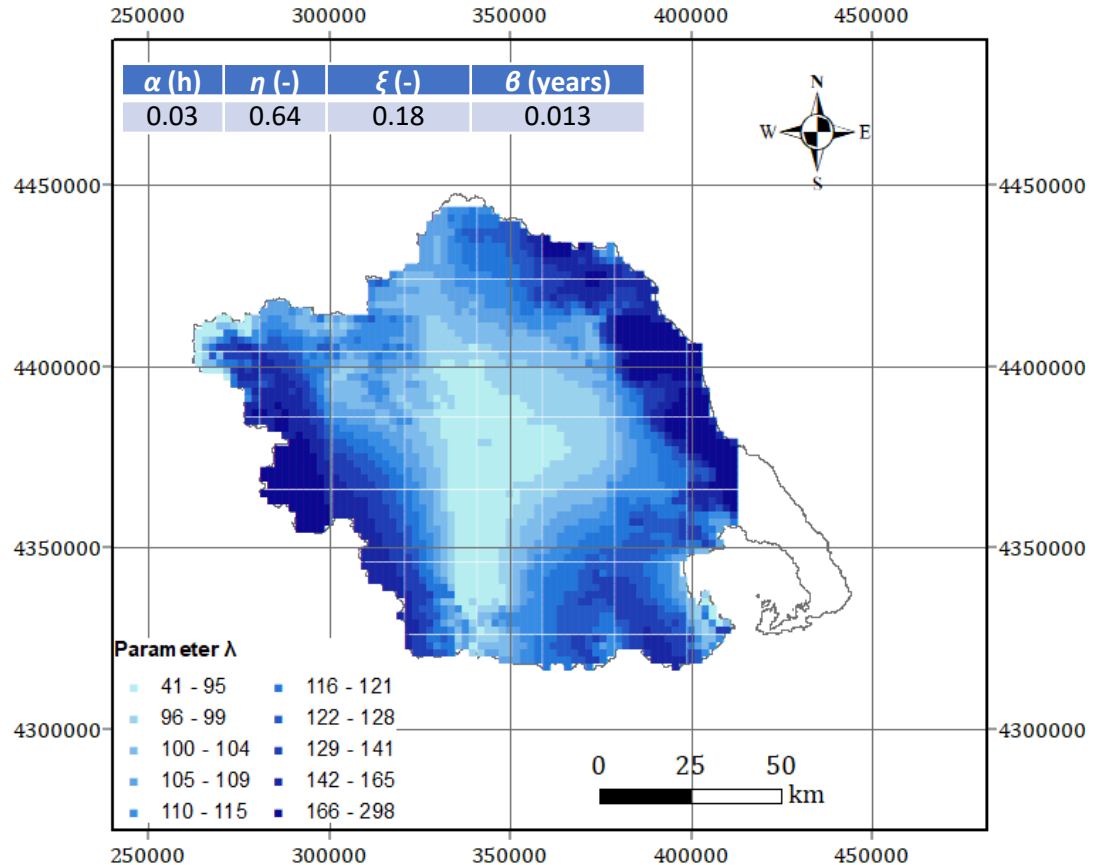 250000 300000 350000 400000 450000
α (h) η (-) ξ (-) β (years)
0.03 0.64 0.18 0.013
N
W E
S
4450000 4450000
4400000 4400000
4350000 4350000
4300000 4300000
Parameter λ
41 - 95 116 - 121
96 - 99 122 - 128
100 - 104 129 - 141
105 - 109 142 - 165
110 - 115 166 - 298
0 25 50
km
250000 300000 350000 400000 450000